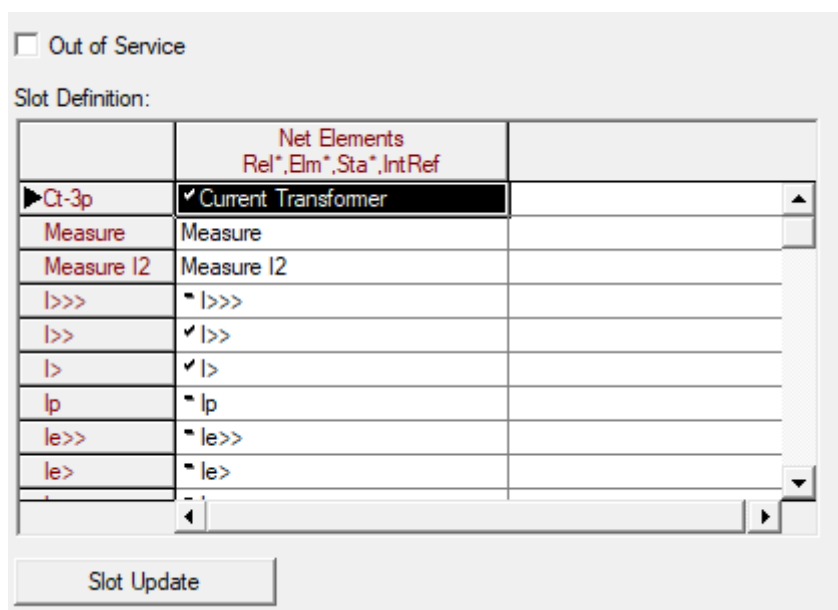 Out of Service
Slot Definition:
Net Elements
Rel*,Elm*,Sta*,IntRef
Ct-3p Current Transformer
Measure Measure
Measure I2 Measure I2
I>>> I>>>
I>> I>>
I> I>
Ip Ip
Ie>> Ie>>
Ie> Ie>
Slot Update